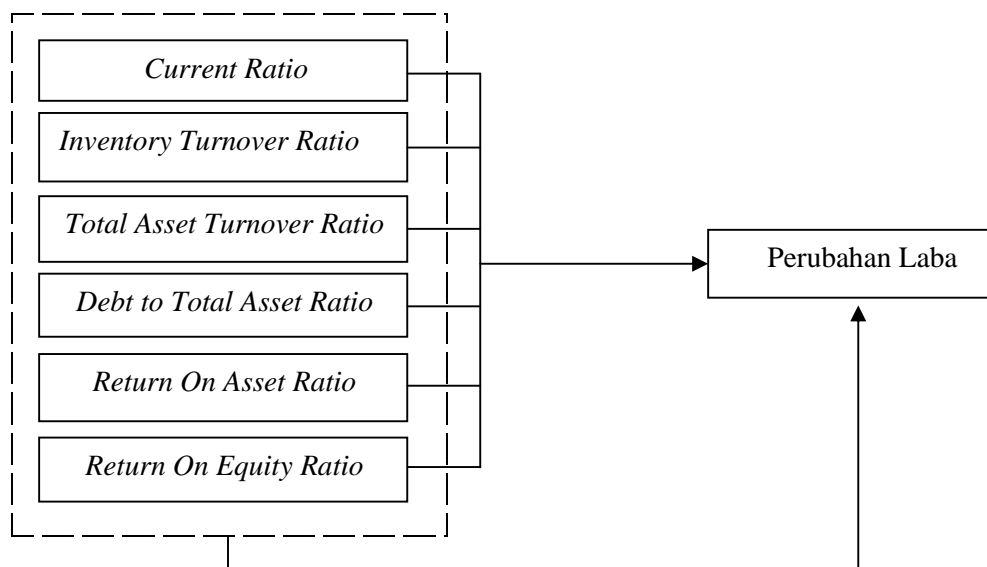 Current Ratio
Inventory Turnover Ratio
Total Asset Turnover Ratio
Debt to Total Asset Ratio
Return On Asset Ratio
Return On Equity Ratio
Perubahan Laba